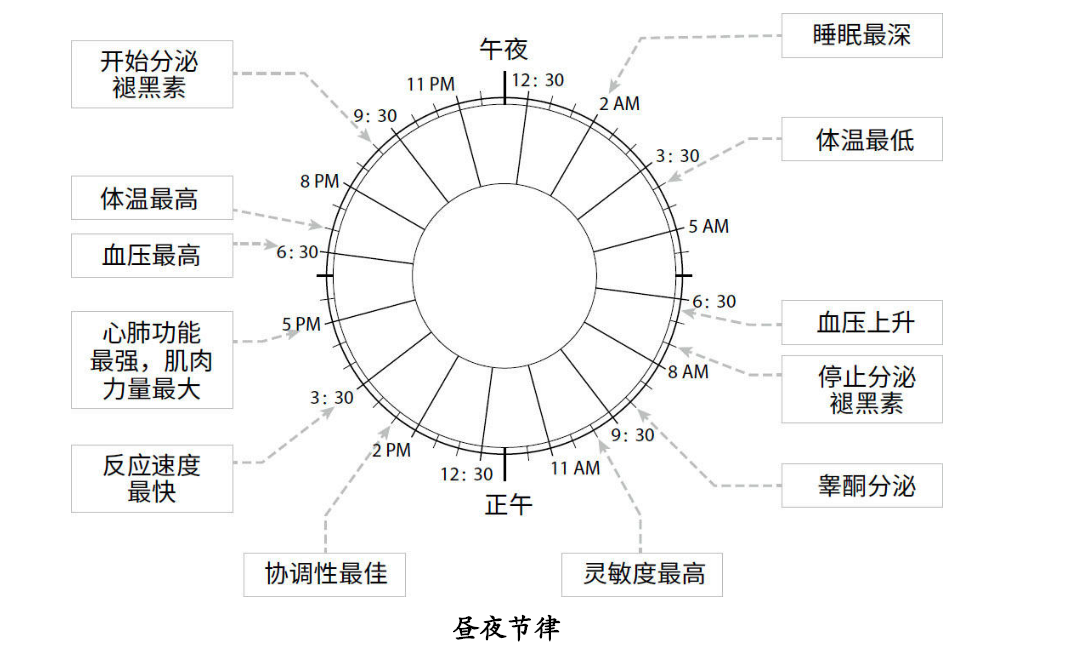 午夜
12: 30
2 AM
3: 30
5 AM
6: 30
8 AM
9: 30
11 AM
正午
12: 30
2 PM
3: 30
5 PM
6: 30
8 PM
9: 30
11 PM
睡眠最深
体温最低
血压上升
停止分泌
褪黑素
睾酮分泌
灵敏度最高
协调性最佳
反应速度
最快
心肺功能
最强，肌肉
力量最大
血压最高
体温最高
开始分泌
褪黑素
昼夜节律